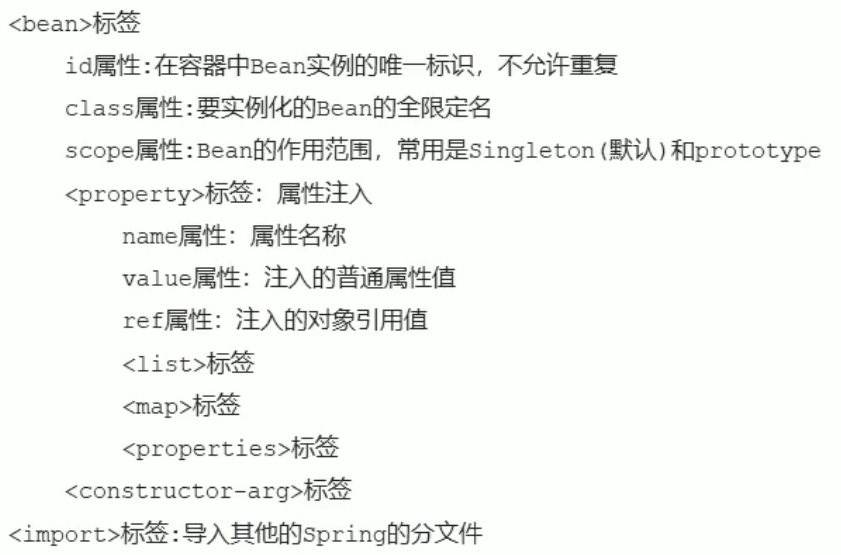 <bean>标签
id属性:在容器中Bean实例的唯一标识，不允许重复
class属性:要实例化的Bean的全限定名
scope属性:Bean的作用范围，常用是Singleton(默认)和prototype
<property>标签：属性注入
name属性：属性名称
value属性：注入的普通属性值
ref属性：注入的对象引用值
<list>标签
<map>标签
<properties>标签
<constructor-arg>标签
<import>标签:导入其他的Spring的分文件